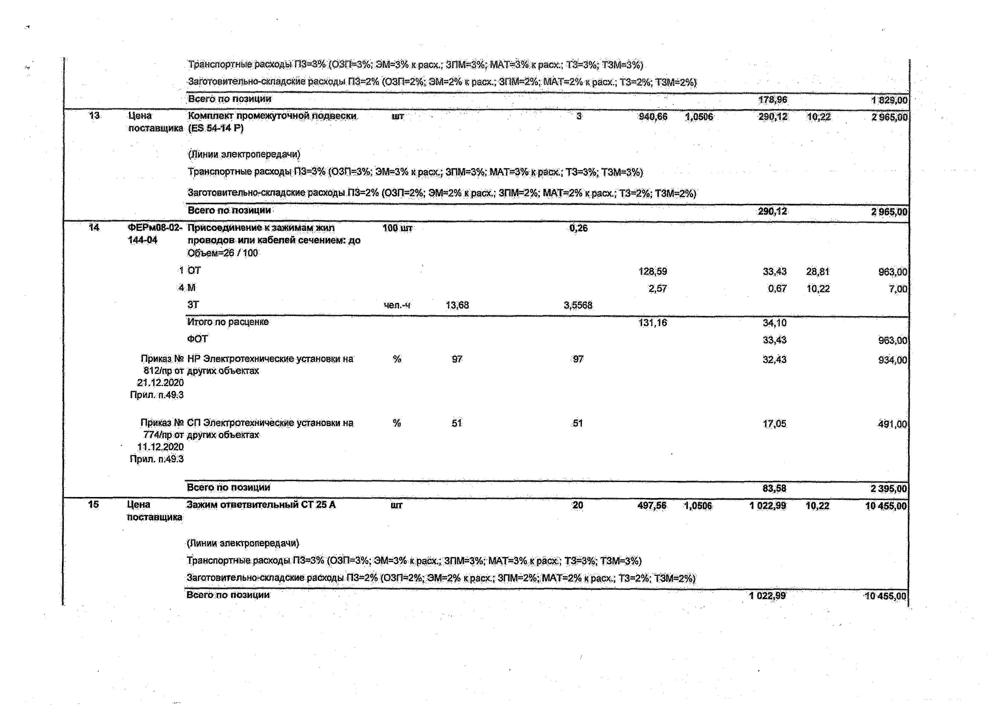 Транспортные расходы ПЗ=3% (ОЗП=3%; ЭМ=3% к расх.; ЗПМ=3%; МАТ=3% к расх.; ТЗ=3%; ТЗМ=3%)
Заготовительно-складские расходы ПЗ=2% (ОЗП=2%; ЭМ=2% к расх.; ЗПМ=2%; МАТ=2% к расх.; ТЗ=2%; ТЗМ=2%)
Всего по позиции 178,96 1 829,00
13 Цена Комплект промежуточной подвески шт 3 940,66 1,0506 290,12 10,22 2 965,00
поставщика (ES 54-14 P)
(Линии электропередачи)
Транспортные расходы ПЗ=3% (ОЗП=3%; ЭМ=3% к расх.; ЗПМ=3%; МАТ=3% к расх.; ТЗ=3%; ТЗМ=3%)
Заготовительно-складские расходы ПЗ=2% (ОЗП=2%; ЭМ=2% к расх.; ЗПМ=2%; МАТ=2% к расх.; ТЗ=2%; ТЗМ=2%)
Всего по позиции 290,12 2 965,00
14 ФЕРм08-02- Присоединение к зажимам жил 100 шт 0,26
144-04 проводов или кабелей сечением: до
Объем=26 / 100
1 ОТ 128,59 33,43 28,81 963,00
4 М 2,57 0,67 10,22 7,00
ЗТ чел.-ч 13,68 3,5568
Итого по расценке 131,16 34,10
ФОТ 33,43 963,00
Приказ № НР Электротехнические установки на % 97 97 32,43 934,00
812/пр от других объектах
21.12.2020
Прил. п.49.3
Приказ № СП Электротехнические установки на % 51 51 17,05 491,00
774/пр от других объектах
11.12.2020
Прил. п.49.3
Всего по позиции 83,58 2 395,00
15 Цена Зажим ответвительный СТ 25 А шт 20 497,56 1,0506 1 022,99 10,22 10 455,00
поставщика
(Линии электропередачи)
Транспортные расходы ПЗ=3% (ОЗП=3%; ЭМ=3% к расх.; ЗПМ=3%; МАТ=3% к расх.; ТЗ=3%; ТЗМ=3%)
Заготовительно-складские расходы ПЗ=2% (ОЗП=2%; ЭМ=2% к расх.; ЗПМ=2%; МАТ=2% к расх.; ТЗ=2%; ТЗМ=2%)
Всего по позиции 1 022,99 10 455,00